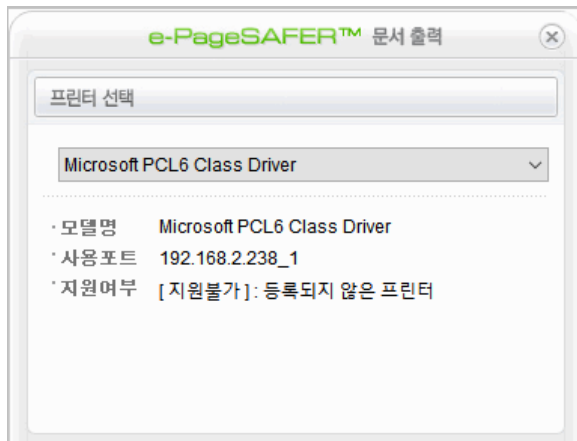 e-PageSAFER™ 문서 출력
프린터 선택
Microsoft PCL6 Class Driver
· 모델명 Microsoft PCL6 Class Driver
· 사용포트 192.168.2.238_1
· 지원여부 [ 지원불가 ] : 등록되지 않은 프린터